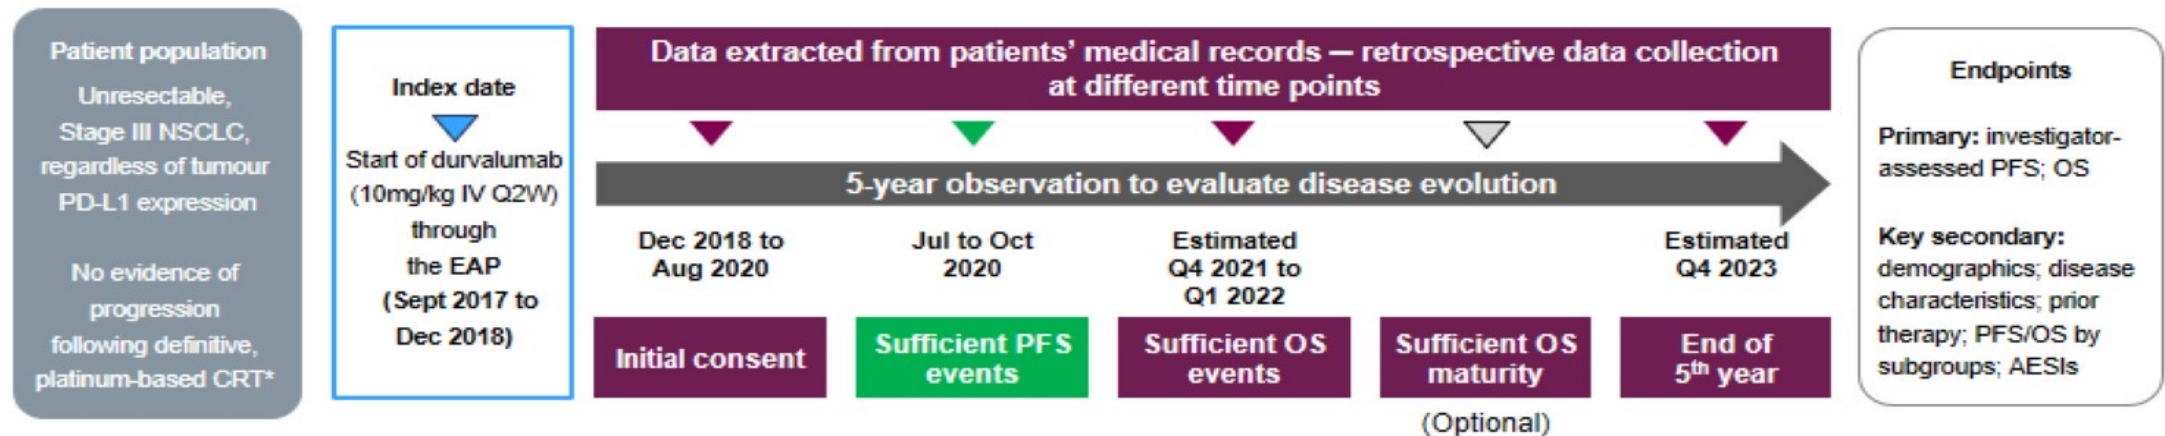 Patient population
Unresectable,
Stage III NSCLC,
regardless of tumour
PD-L1 expression
No evidence of
progression
following definitive,
platinum-based CRT*
Index date
Start of durvalumab
(10mg/kg IV Q2W)
through
the EAP
(Sept 2017 to
Dec 2018)
Data extracted from patients’ medical records — retrospective data collection
at different time points
5-year observation to evaluate disease evolution
Dec 2018 to
Aug 2020
Jul to Oct
2020
Estimated
Q4 2021 to
Q1 2022
Estimated
Q4 2023
Initial consent
Sufficient PFS
events
Sufficient OS
events
Sufficient OS
maturity
(Optional)
End of
5th year
Endpoints
Primary: investigator-
assessed PFS; OS
Key secondary:
demographics; disease
characteristics; prior
therapy; PFS/OS by
subgroups; AESIs